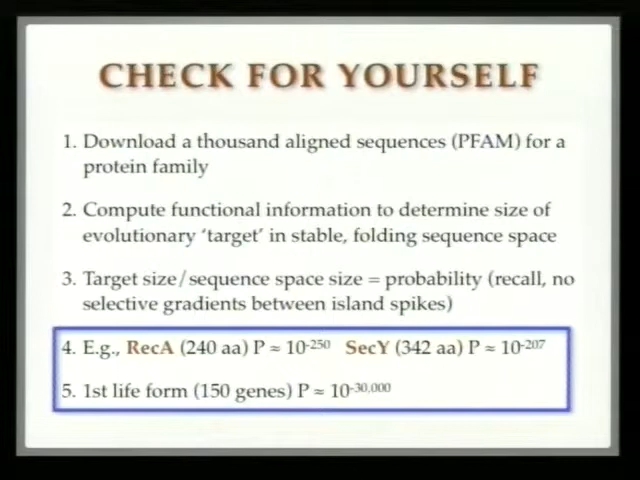 CHECK FOR YOURSELF
1. Download a thousand aligned sequences (PFAM) for a
protein family
2. Compute functional information to determine size of
evolutionary 'target' in stable, folding sequence space
3. Target size/sequence space size = probability (recall, no
selective gradients between island spikes)
4. E.g., RecA (240 aa) P ≈ 10⁻²⁵⁰ SecY (342 aa) P ≈ 10⁻²⁰⁷
5. 1st life form (150 genes) P ≈ 10⁻³⁰,⁰⁰⁰